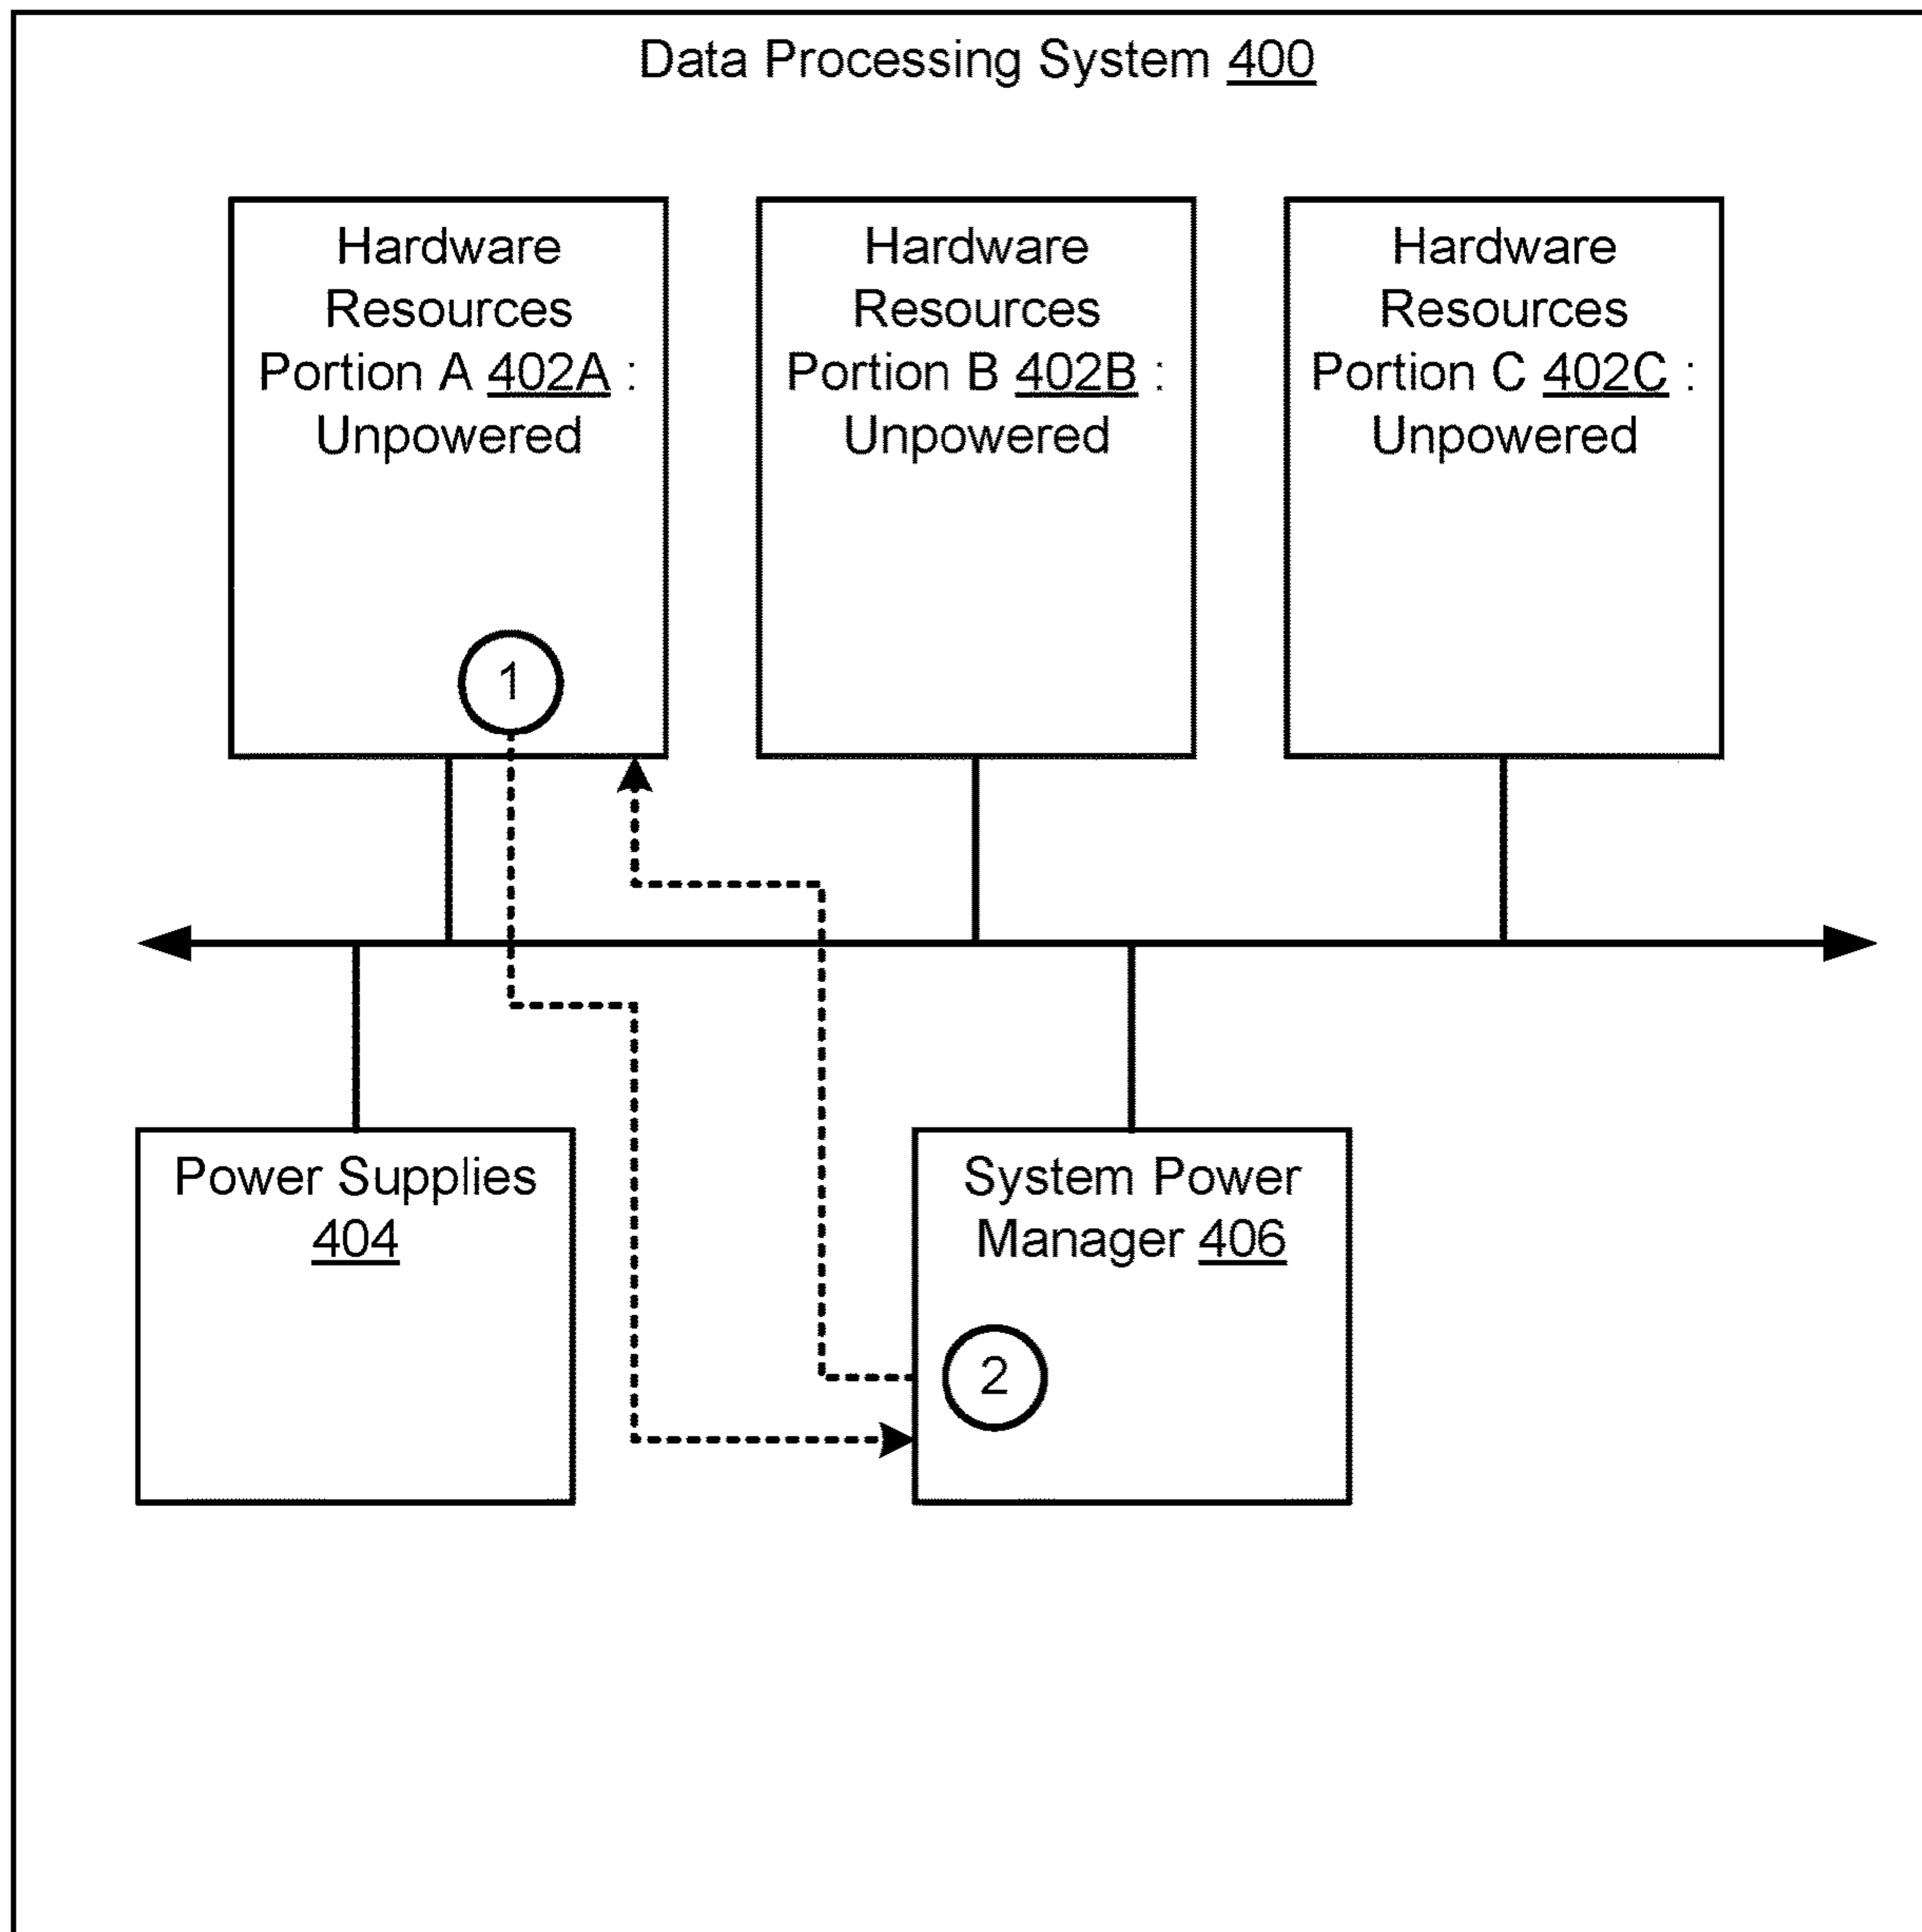 Data Processing System 400
Hardware
Resources
Portion A 402A :
Unpowered
Hardware
Resources
Portion B 402B :
Unpowered
Hardware
Resources
Portion C 402C :
Unpowered
1
Power Supplies
404
System Power
Manager 406
2